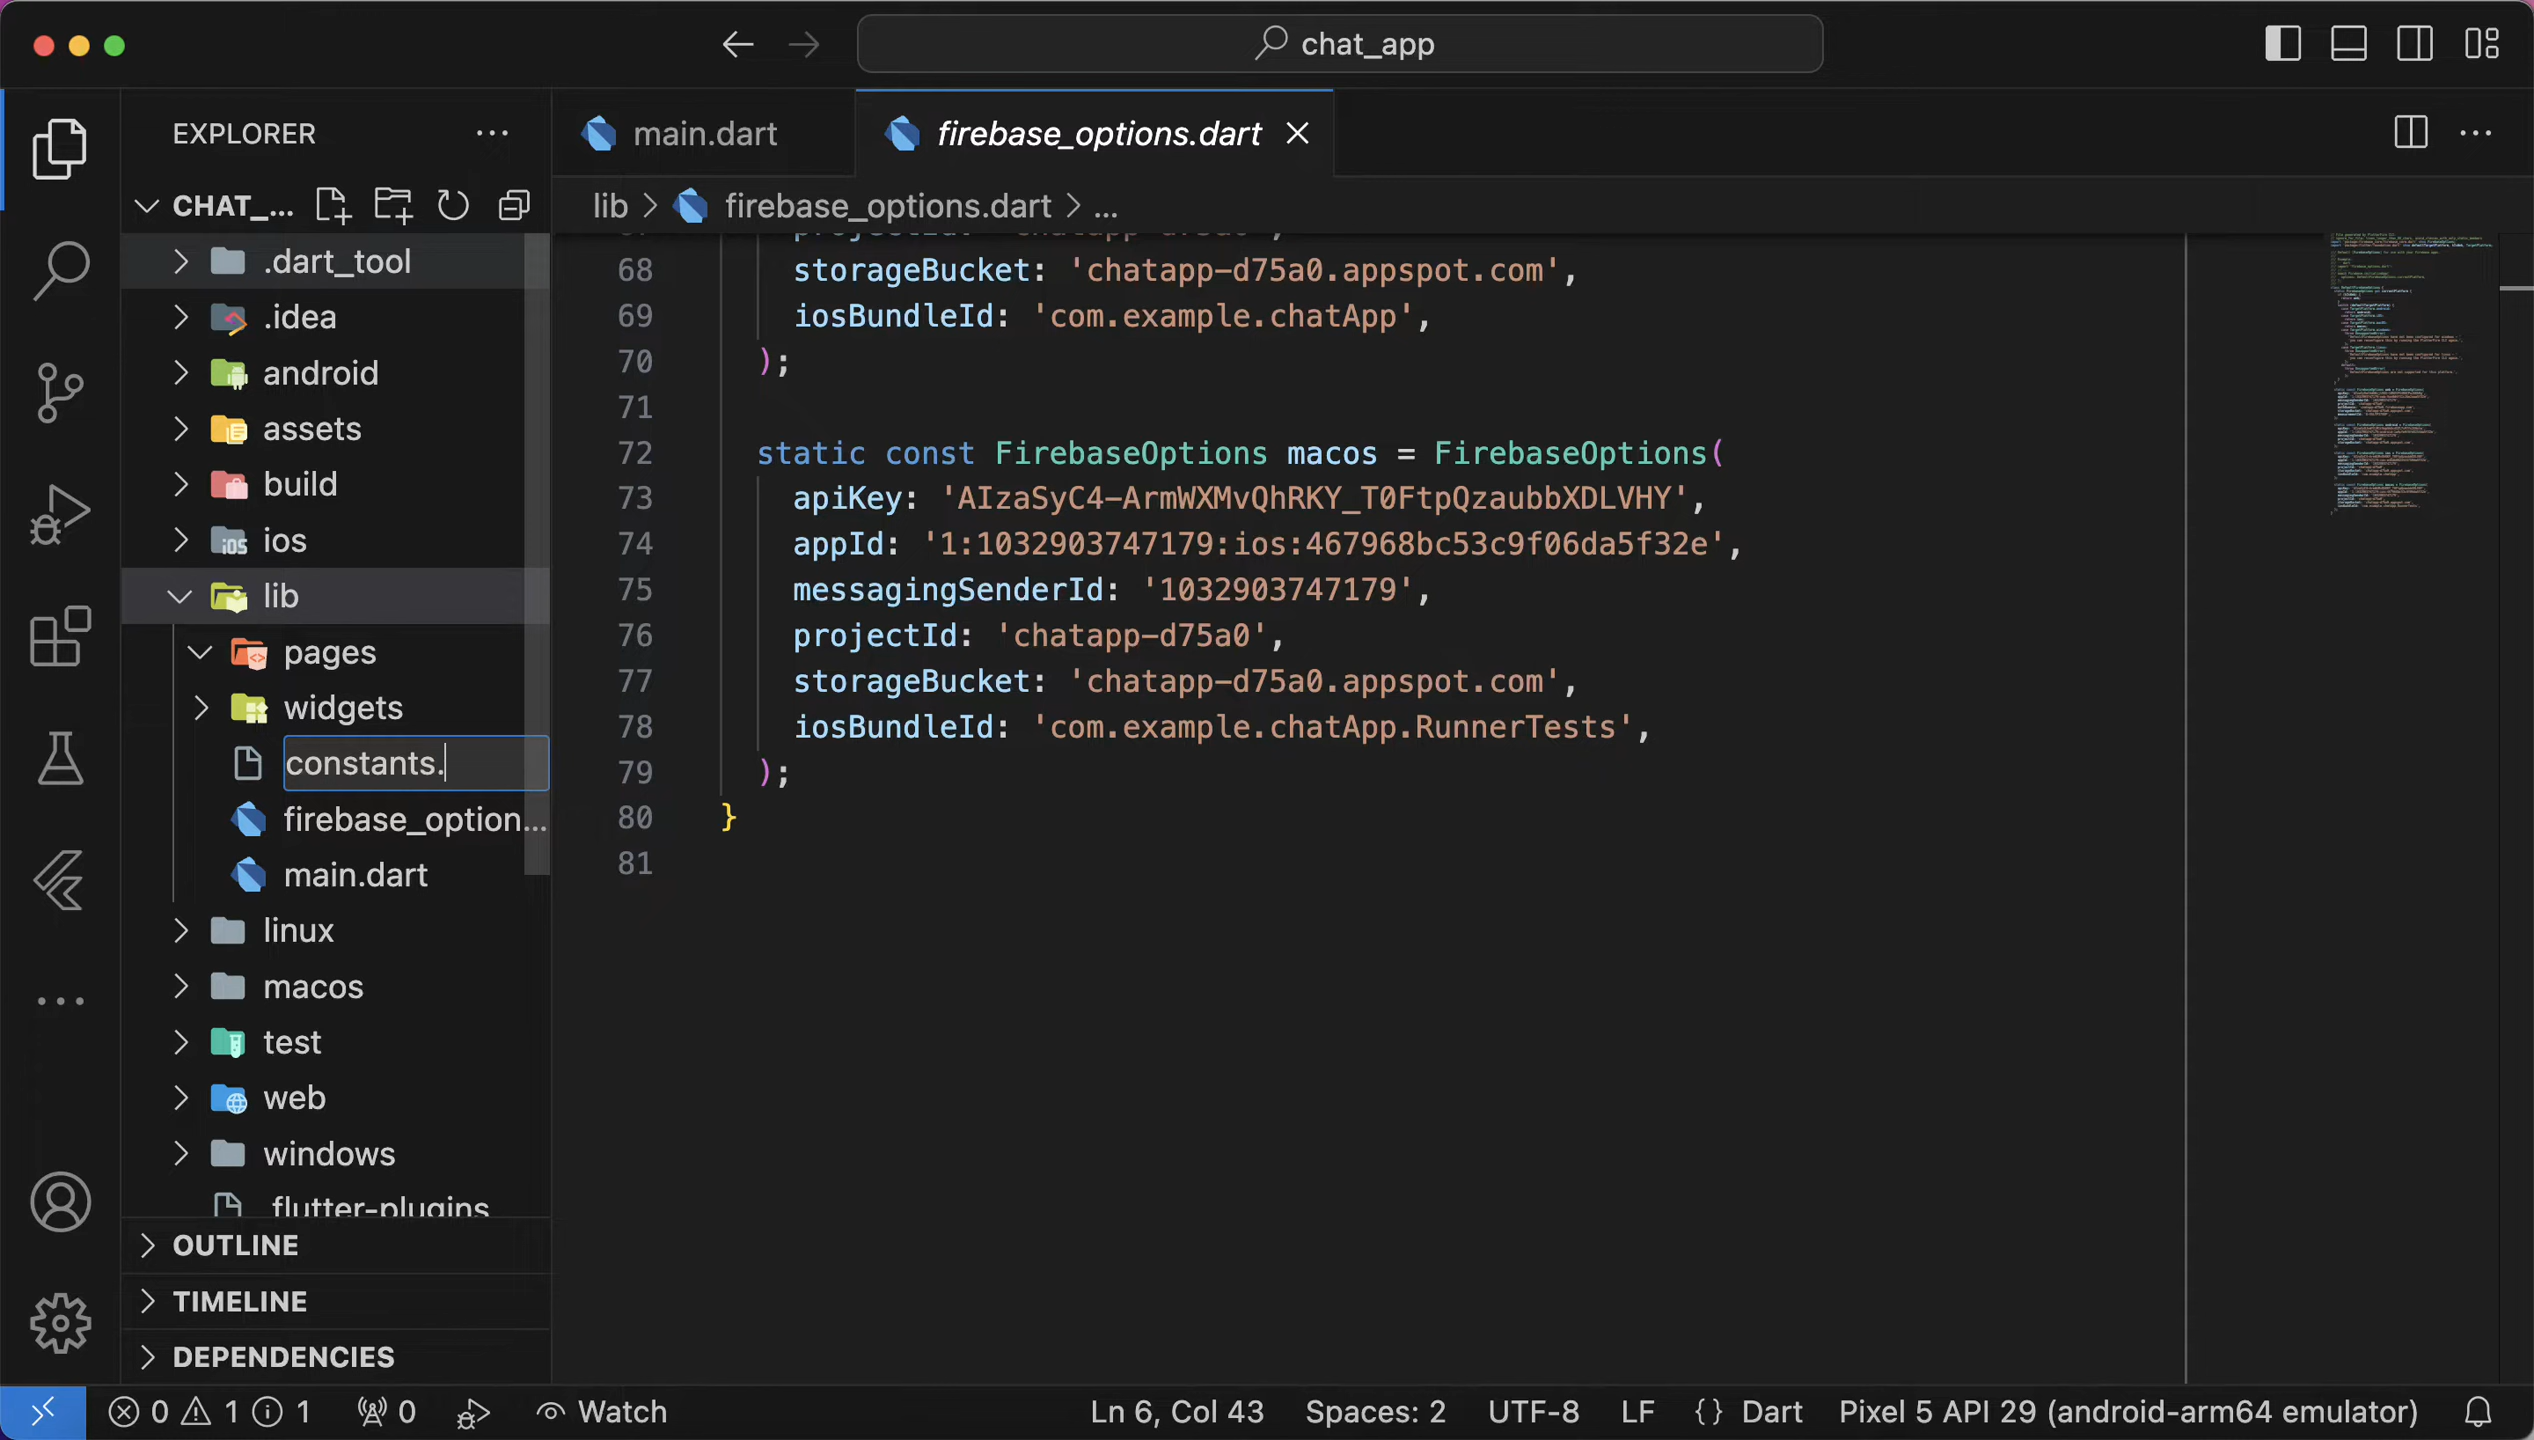 chat_app
EXPLORER
CHAT_...
.dart_tool
.idea
android
assets
build
ios
lib
pages
widgets
constants.
firebase_option...
main.dart
linux
macos
test
web
windows
flutter-plugins
OUTLINE
TIMELINE
DEPENDENCIES
main.dart
firebase_options.dart
lib > firebase_options.dart > ...
68 storageBucket: 'chatapp-d75a0.appspot.com',
69 iosBundleId: 'com.example.chatApp',
70 );
71
72 static const FirebaseOptions macos = FirebaseOptions(
73 apiKey: 'AIzaSyC4-ArmWXMvQhRKY_T0FtpQzaubbXDLVHY',
74 appId: '1:1032903747179:ios:467968bc53c9f06da5f32e',
75 messagingSenderId: '1032903747179',
76 projectId: 'chatapp-d75a0',
77 storageBucket: 'chatapp-d75a0.appspot.com',
78 iosBundleId: 'com.example.chatApp.RunnerTests',
79 );
80 }
81
0 1 1 0 Watch Ln 6, Col 43 Spaces: 2 UTF-8 LF {} Dart Pixel 5 API 29 (android-arm64 emulator)